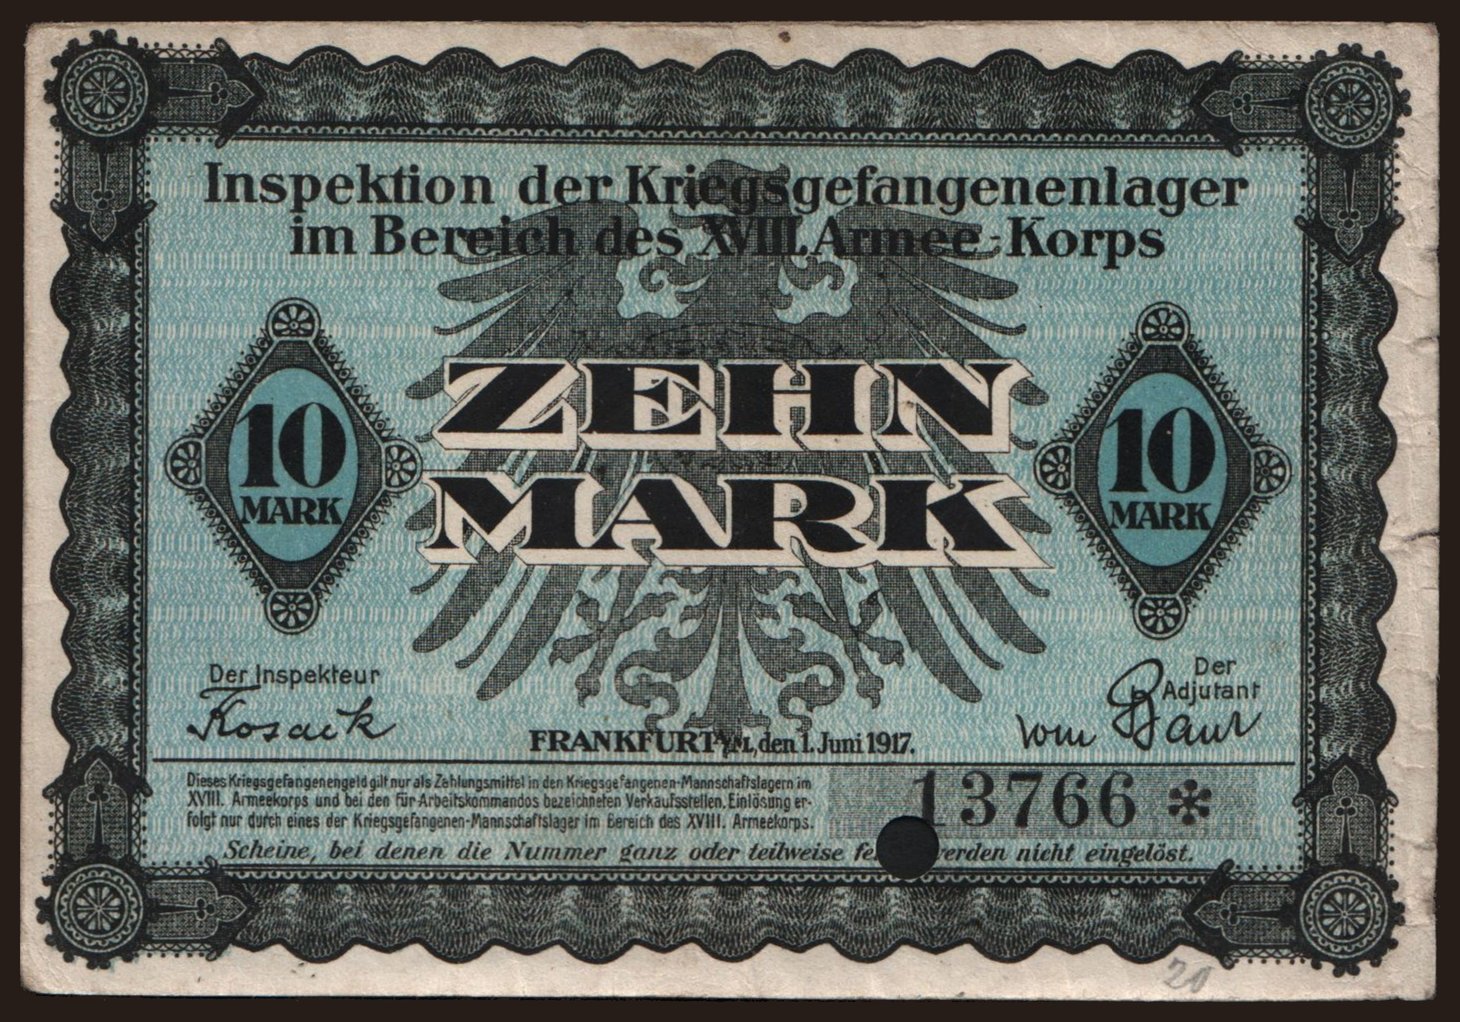 Inspektion der Kriegsgefangenenlager
im Bereich des XVIII. Armee-Korps
ZEHN
MARK
10
MARK
10
MARK
Der Inspekteur
Kosack
FRANKFURT a/M., den 1. Juni 1917.
Der
Adjutant
vom Baur
Dieses Kriegsgefangenengeld gilt nur als Zahlungsmittel in den Kriegsgefangenen-Mannschaftslagern im
XVIII. Armeekorps und bei den für Arbeitskommandos bezeichneten Verkaufsstellen. Einlösung er-
folgt nur durch eines der Kriegsgefangenen-Mannschaftslager im Bereich des XVIII. Armeekorps.
13766 *
Scheine, bei denen die Nummer ganz oder teilweise werden nicht eingelöst.
20